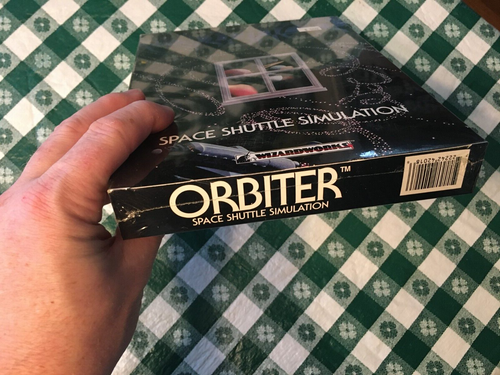 SPACE SHUTTLE SIMULATION
WIZARDWORKS
ORBITER™
SPACE SHUTTLE SIMULATION